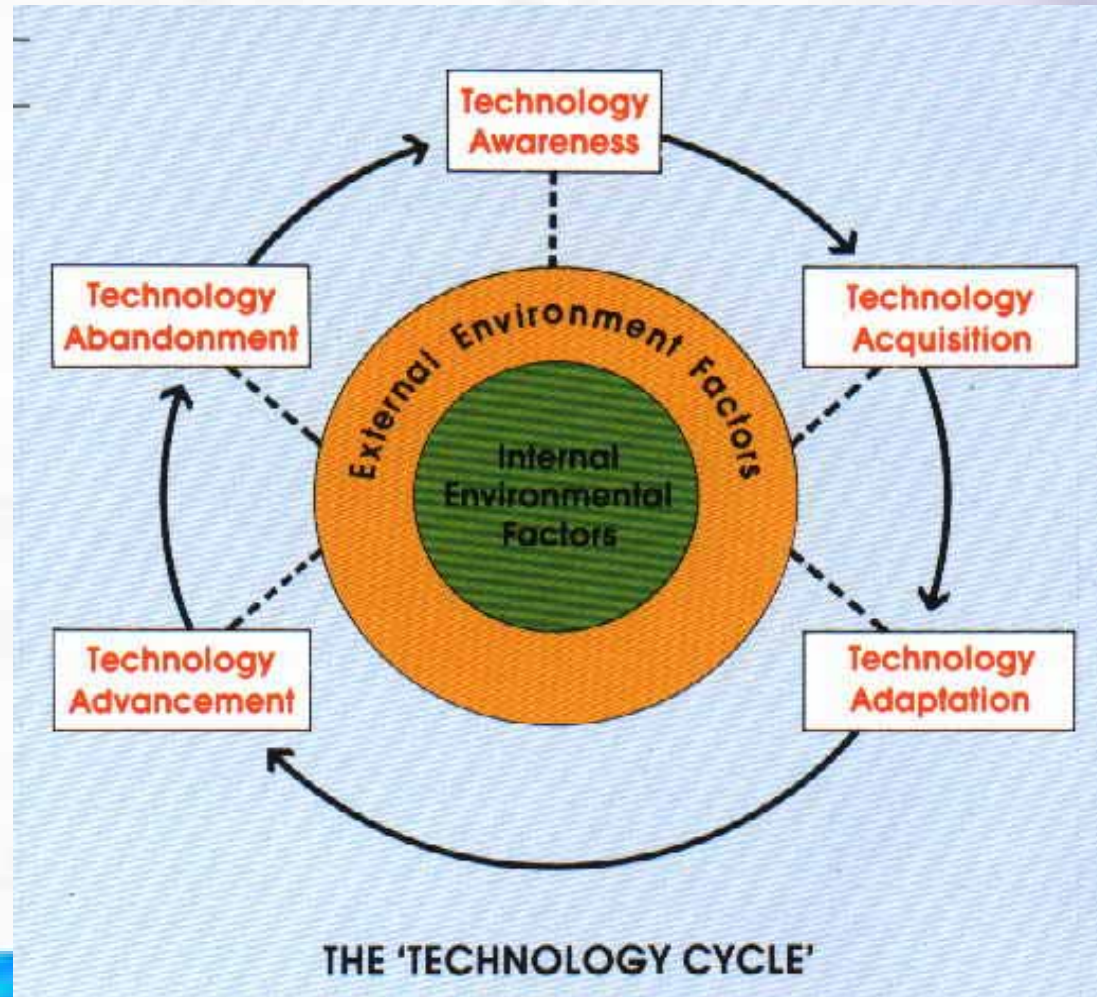 Technology
Awareness
Technology
Acquisition
Technology
Adaptation
Technology
Advancement
Technology
Abandonment
External Environment Factors
Internal
Environmental
Factors
THE 'TECHNOLOGY CYCLE'